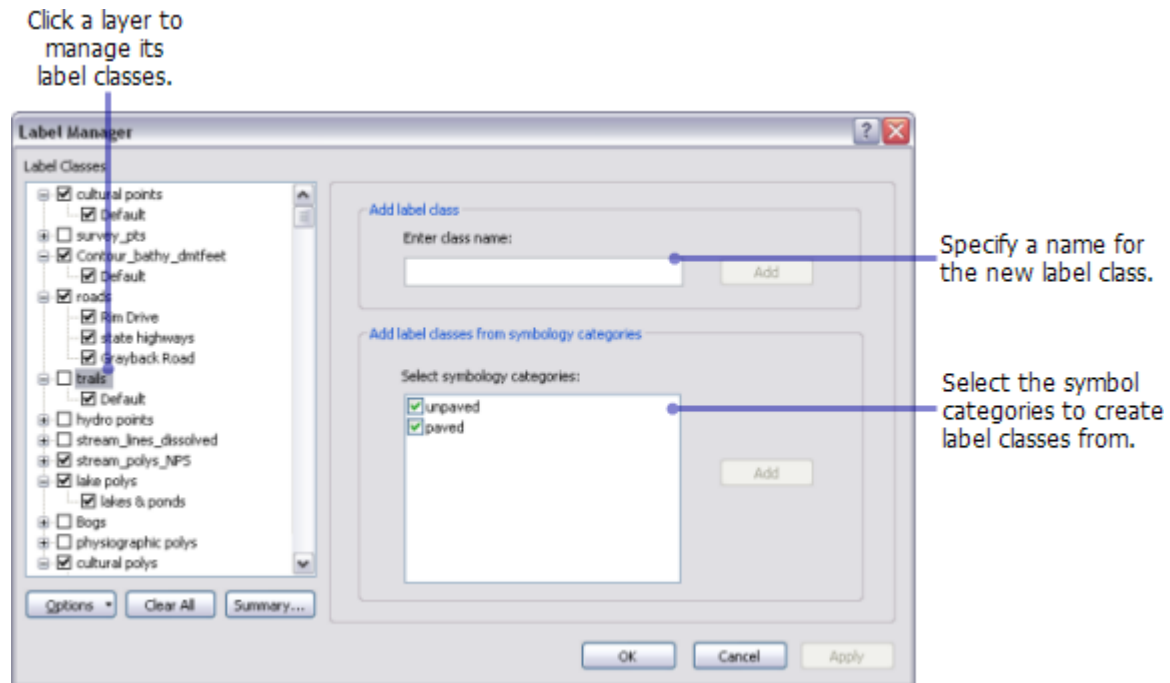 Click a layer to
manage its
label classes.
Label Manager
?
Label Classes
cultural points
Default
survey_pts
Contour_bathy_dmtfeet
Default
roads
Rim Drive
state highways
Grayback Road
trails
Default
hydro points
stream_lines_dissolved
stream_polys_NPS
lake polys
lakes & ponds
Bogs
physiographic polys
cultural polys
Options
Clear All
Summary...
Add label class
Enter class name:
Add
Specify a name for
the new label class.
Add label classes from symbology categories
Select symbology categories:
unpaved
paved
Add
Select the symbol
categories to create
label classes from.
OK
Cancel
Apply